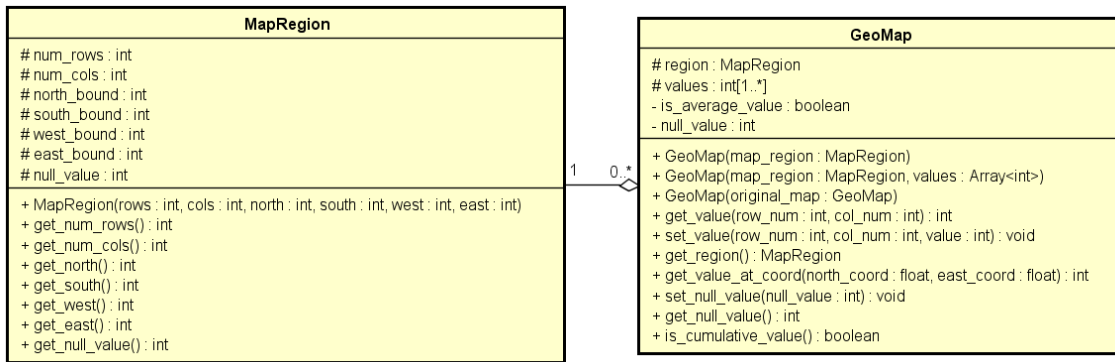 MapRegion
# num_rows : int
# num_cols : int
# north_bound : int
# south_bound : int
# west_bound : int
# east_bound : int
# null_value : int
+ MapRegion(rows : int, cols : int, north : int, south : int, west : int, east : int)
+ get_num_rows() : int
+ get_num_cols() : int
+ get_north() : int
+ get_south() : int
+ get_west() : int
+ get_east() : int
+ get_null_value() : int
1
0..*
GeoMap
# region : MapRegion
# values : int[1..*]
- is_average_value : boolean
- null_value : int
+ GeoMap(map_region : MapRegion)
+ GeoMap(map_region : MapRegion, values : Array<int>)
+ GeoMap(original_map : GeoMap)
+ get_value(row_num : int, col_num : int) : int
+ set_value(row_num : int, col_num : int, value : int) : void
+ get_region() : MapRegion
+ get_value_at_coord(north_coord : float, east_coord : float) : int
+ set_null_value(null_value : int) : void
+ get_null_value() : int
+ is_cumulative_value() : boolean